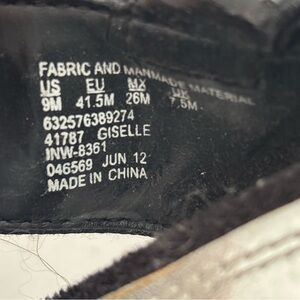 FABRIC AND MANMADE MATERIAL
US EU MX UK
9M 41.5M 26M 7.5M
632576389274
41787 GISELLE
INW-8361
046569 JUN 12
MADE IN CHINA